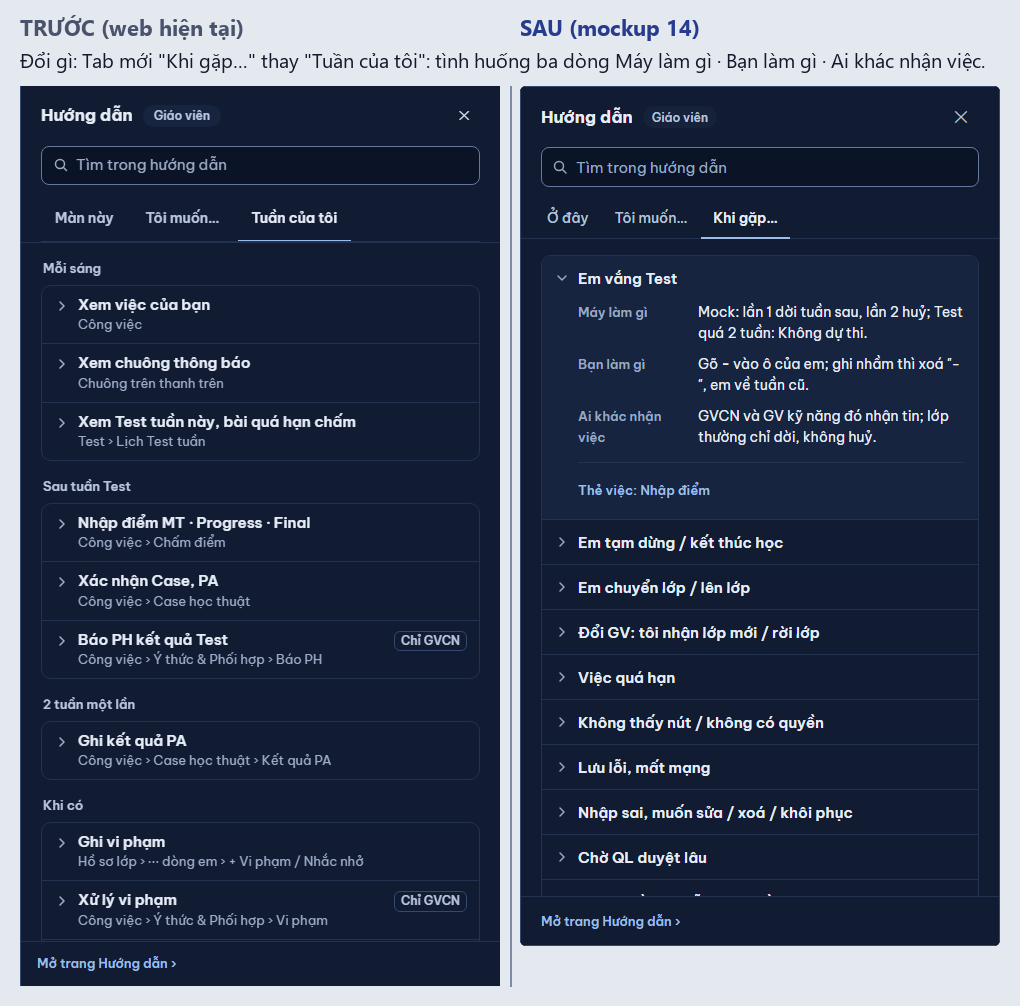 TRƯỚC (web hiện tại)
SAU (mockup 14)
Đổi gì: Tab mới "Khi gặp…" thay "Tuần của tôi": tình huống ba dòng Máy làm gì · Bạn làm gì · Ai khác nhận việc.
Hướng dẫn
Giáo viên
Tìm trong hướng dẫn
Màn này
Tôi muốn…
Tuần của tôi
Mỗi sáng
Xem việc của bạn
Công việc
Xem chuông thông báo
Chuông trên thanh trên
Xem Test tuần này, bài quá hạn chấm
Test › Lịch Test tuần
Sau tuần Test
Nhập điểm MT · Progress · Final
Công việc › Chấm điểm
Xác nhận Case, PA
Công việc › Case học thuật
Báo PH kết quả Test
Chỉ GVCN
Công việc › Ý thức & Phối hợp › Báo PH
2 tuần một lần
Ghi kết quả PA
Công việc › Case học thuật › Kết quả PA
Khi có
Ghi vi phạm
Hồ sơ lớp › ··· dòng em › + Vi phạm / Nhắc nhở
Xử lý vi phạm
Chỉ GVCN
Công việc › Ý thức & Phối hợp › Vi phạm
Mở trang Hướng dẫn ›
Hướng dẫn
Giáo viên
Tìm trong hướng dẫn
Ở đây
Tôi muốn…
Khi gặp…
Em vắng Test
Máy làm gì
Mock: lần 1 dời tuần sau, lần 2 huỷ; Test
quá 2 tuần: Không dự thi.
Bạn làm gì
Gõ - vào ô của em; ghi nhầm thì xoá "-
", em về tuần cũ.
Ai khác nhận
việc
GVCN và GV kỹ năng đó nhận tin; lớp
thường chỉ dời, không huỷ.
Thẻ việc: Nhập điểm
Em tạm dừng / kết thúc học
Em chuyển lớp / lên lớp
Đổi GV: tôi nhận lớp mới / rời lớp
Việc quá hạn
Không thấy nút / không có quyền
Lưu lỗi, mất mạng
Nhập sai, muốn sửa / xoá / khôi phục
Chờ QL duyệt lâu
Mở trang Hướng dẫn ›